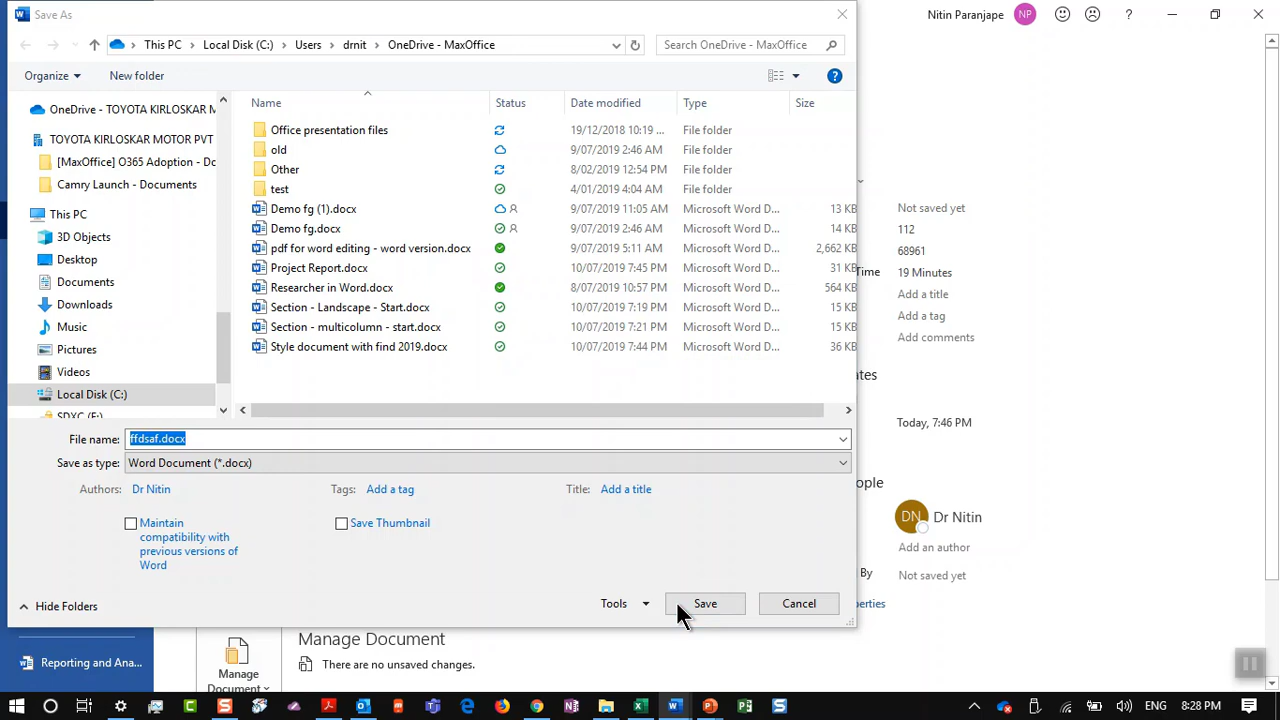 Save As
Nitin Paranjape NP ?
This PC > Local Disk (C:) > Users > drnit > OneDrive - MaxOffice
Search OneDrive - MaxOffice
Organize New folder
?
OneDrive - TOYOTA KIRLOSKAR M
TOYOTA KIRLOSKAR MOTOR PVT
[MaxOffice] O365 Adoption - Do
Camry Launch - Documents
This PC
3D Objects
Desktop
Documents
Downloads
Music
Pictures
Videos
Local Disk (C:)
SDXC (F:)
Name Status Date modified Type Size
Office presentation files 19/12/2018 10:19 ... File folder
old 9/07/2019 2:46 AM File folder
Other 8/02/2019 12:54 PM File folder
test 4/01/2019 4:04 AM File folder
Demo fg (1).docx 9/07/2019 11:05 AM Microsoft Word D... 13 KB
Demo fg.docx 9/07/2019 2:46 AM Microsoft Word D... 14 KB
pdf for word editing - word version.docx 9/07/2019 5:11 AM Microsoft Word D... 2,662 KB
Project Report.docx 10/07/2019 7:45 PM Microsoft Word D... 31 KB
Researcher in Word.docx 8/07/2019 10:57 PM Microsoft Word D... 564 KB
Section - Landscape - Start.docx 10/07/2019 7:19 PM Microsoft Word D... 15 KB
Section - multicolumn - start.docx 10/07/2019 7:21 PM Microsoft Word D... 15 KB
Style document with find 2019.docx 10/07/2019 7:44 PM Microsoft Word D... 36 KB
Not saved yet
112
68961
Time 19 Minutes
Add a title
Add a tag
Add comments
ates
Today, 7:46 PM
ople
DN Dr Nitin
Add an author
By Not saved yet
perties
File name: ffdsaf.docx
Save as type: Word Document (*.docx)
Authors: Dr Nitin Tags: Add a tag Title: Add a title
Maintain
compatibility with
previous versions of
Word
Save Thumbnail
Hide Folders
Tools Save Cancel
Reporting and Ana...
Manage
Document
Manage Document
There are no unsaved changes.
ENG 8:28 PM